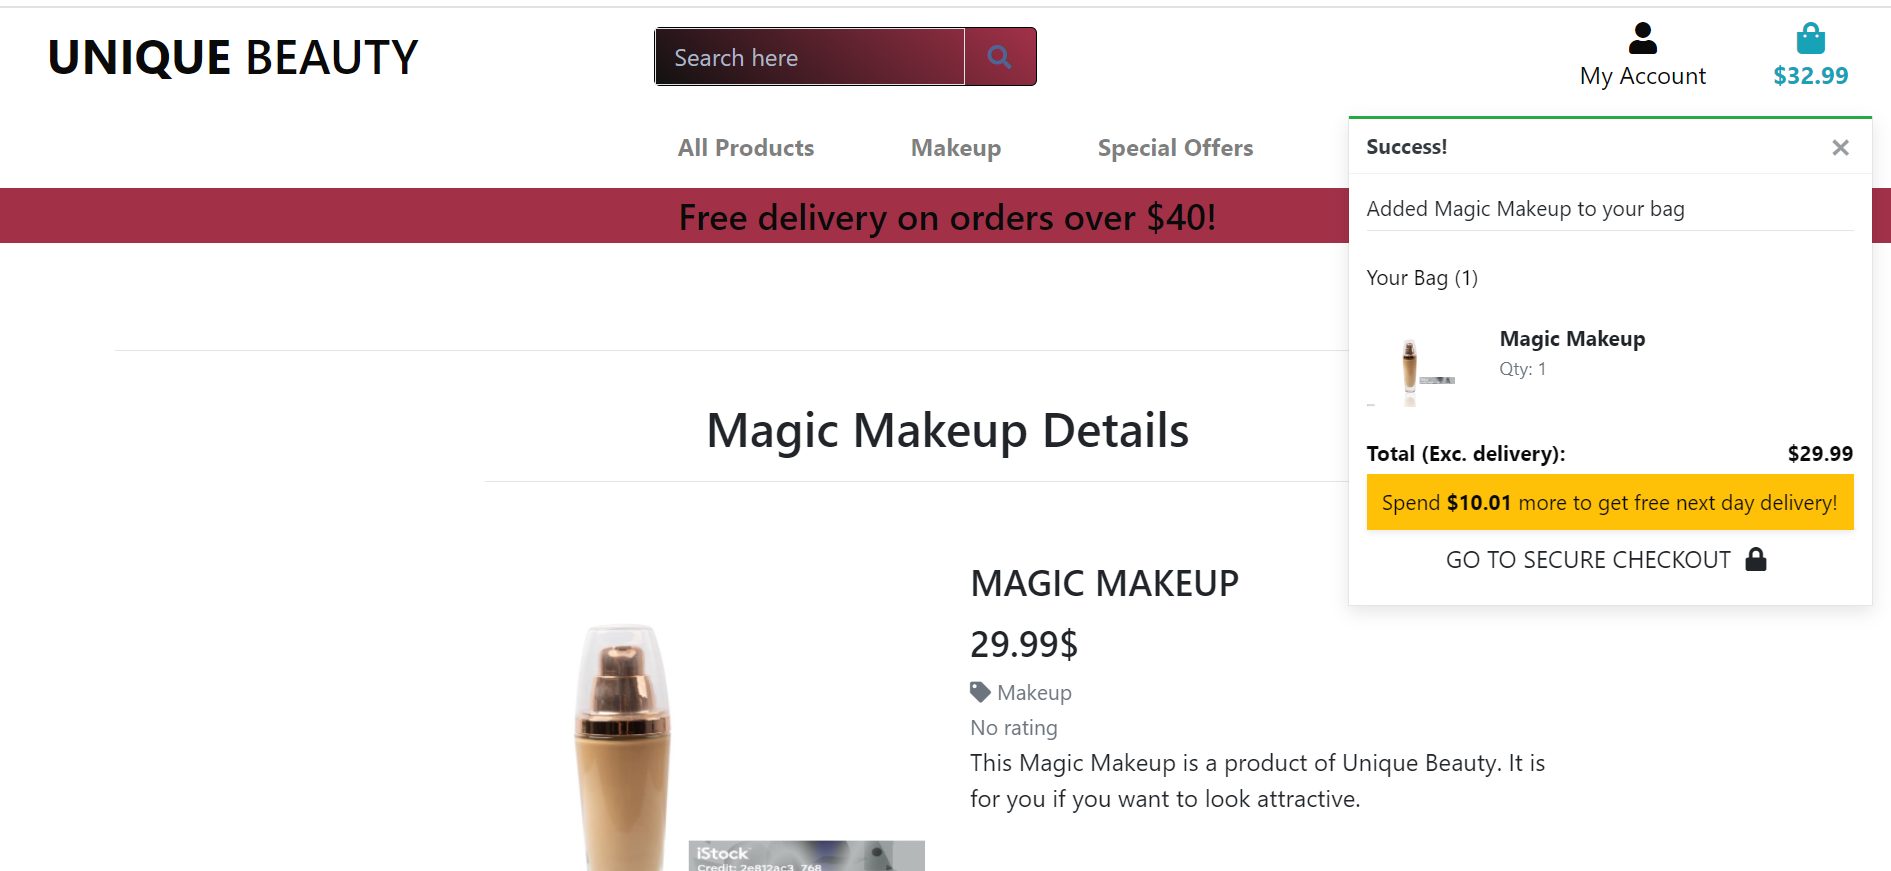 UNIQUE BEAUTY
Search here
My Account
$32.99
All Products
Makeup
Special Offers
Free delivery on orders over $40!
Success!
×
Added Magic Makeup to your bag
Your Bag (1)
Magic Makeup
Qty: 1
Total (Exc. delivery):
$29.99
Spend $10.01 more to get free next day delivery!
GO TO SECURE CHECKOUT
Magic Makeup Details
MAGIC MAKEUP
29.99$
Makeup
No rating
This Magic Makeup is a product of Unique Beauty. It is
for you if you want to look attractive.
iStock
Credit: 2e812ac3_768